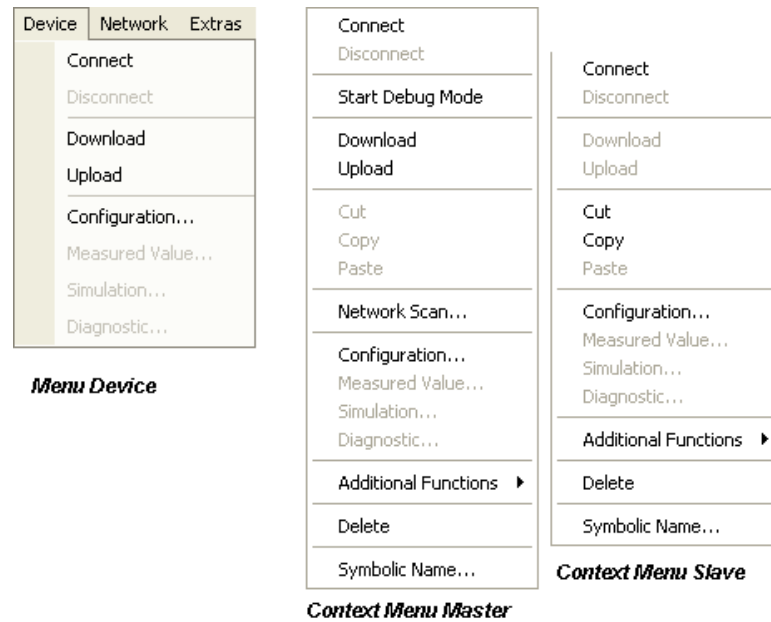 Device Network Extras
Connect
Disconnect
Download
Upload
Configuration...
Measured Value...
Simulation...
Diagnostic...
Menu Device
Connect
Disconnect
Start Debug Mode
Download
Upload
Cut
Copy
Paste
Network Scan...
Configuration...
Measured Value...
Simulation...
Diagnostic...
Additional Functions
Delete
Symbolic Name...
Context Menu Master
Connect
Disconnect
Download
Upload
Cut
Copy
Paste
Configuration...
Measured Value...
Simulation...
Diagnostic...
Additional Functions
Delete
Symbolic Name...
Context Menu Slave